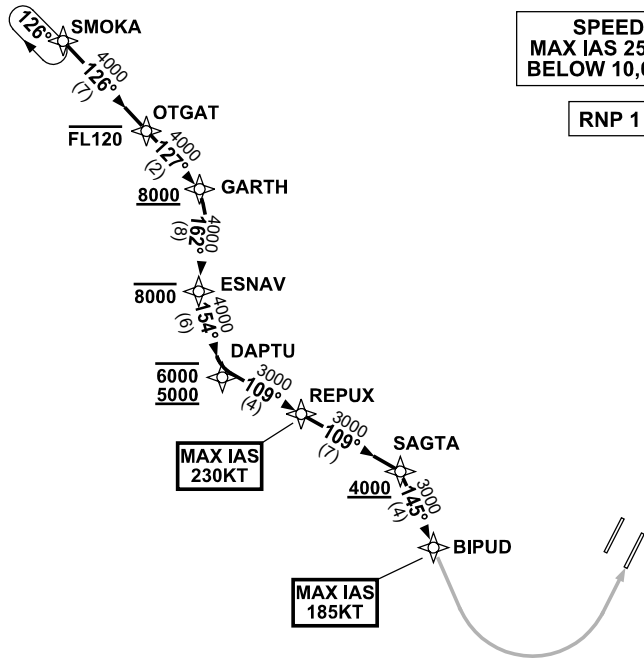 126°
SMOKA
SPEED
MAX IAS 25
BELOW 10,
4000
126°
(7)
RNP 1
OTGAT
FL120
4000
127°
(2)
GARTH
8000
4000
162°
(8)
ESNAV
8000
4000
154°
(6)
DAPTU
6000
5000
3000
109°
(4)
REPUX
MAX IAS
230KT
3000
109°
(7)
SAGTA
4000
3000
145°
(4)
BIPUD
MAX IAS
185KT